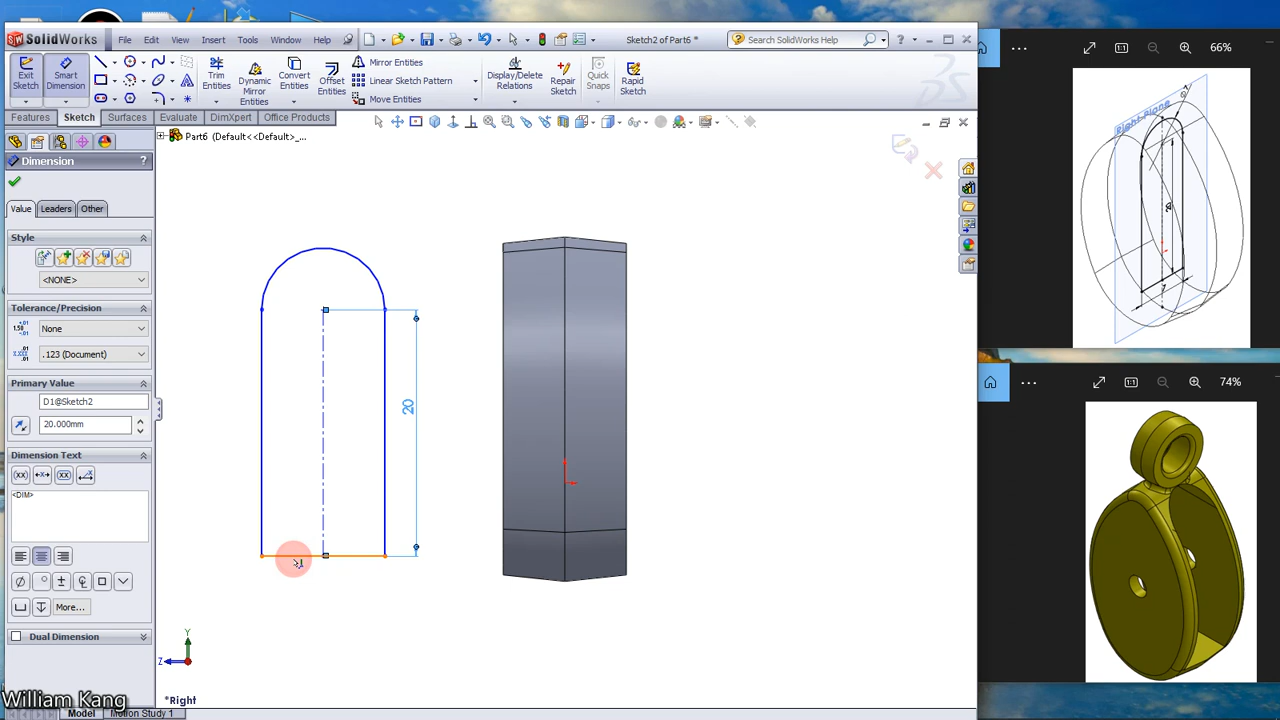 SolidWorks
File
Edit
View
Insert
Tools
Window
Help
Sketch2 of Part6 *
Search SolidWorks Help
Exit Sketch
Smart Dimension
Trim Entities
Dynamic Mirror Entities
Convert Entities
Offset Entities
Mirror Entities
Linear Sketch Pattern
Move Entities
Display/Delete Relations
Repair Sketch
Quick Snaps
Rapid Sketch
Features
Sketch
Surfaces
Evaluate
DimXpert
Office Products
Part6 (Default<<Default>_...
Dimension
?
Value
Leaders
Other
Style
<NONE>
Tolerance/Precision
None
.123 (Document)
Primary Value
D1@Sketch2
20.000mm
Dimension Text
<DIM>
More...
Dual Dimension
20
Y
Z
*Right
William Kang
Model
Motion Study 1
66%
Right Plane
74%